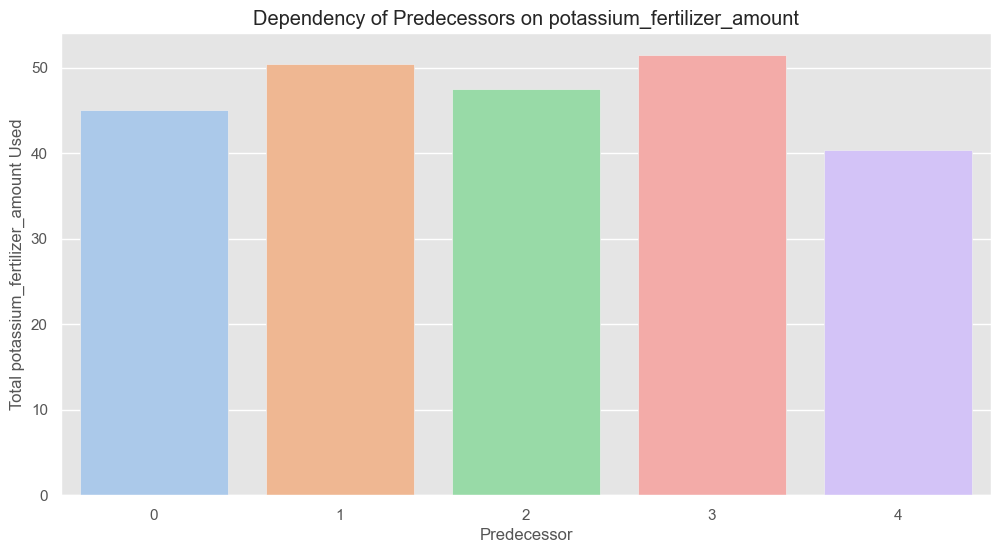 Dependency of Predecessors on potassium_fertilizer_amount
Total potassium_fertilizer_amount Used
50
40
30
20
10
0
0 1 2 3 4
Predecessor